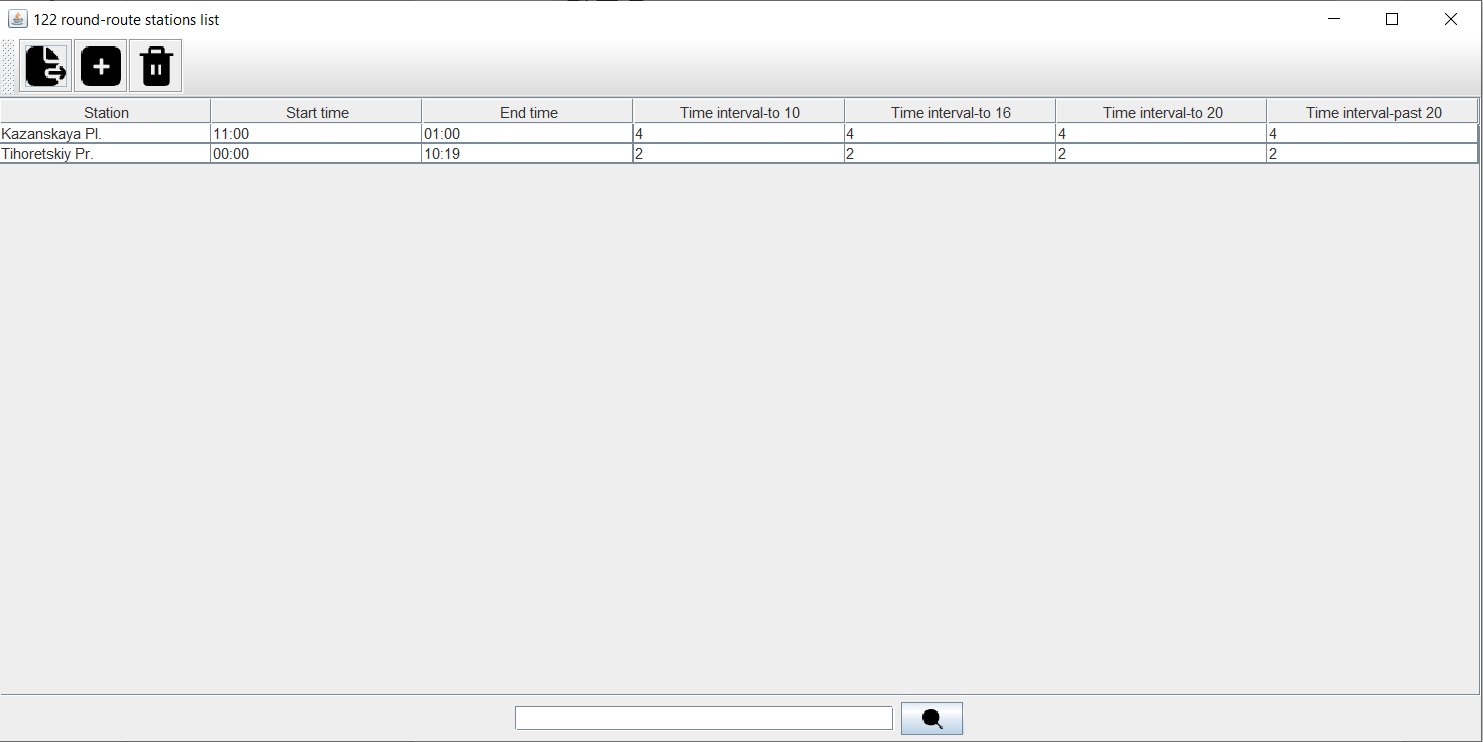 122 round-route stations list
Station Start time End time Time interval-to 10 Time interval-to 16 Time interval-to 20 Time interval-past 20
Kazanskaya Pl. 11:00 01:00 4 4 4 4
Tihoretskiy Pr. 00:00 10:19 2 2 2 2